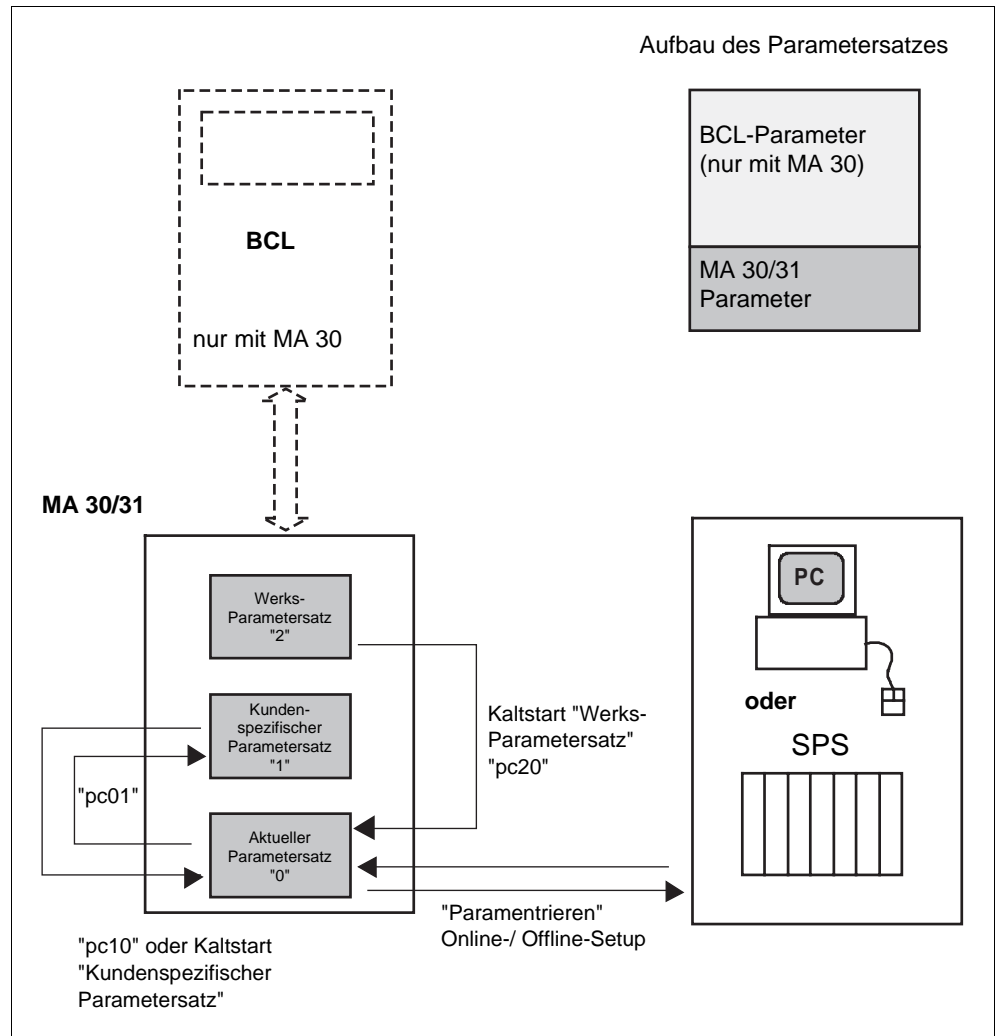 Aufbau des Parametersatzes
BCL-Parameter
(nur mit MA 30)
MA 30/31
Parameter
BCL
nur mit MA 30
MA 30/31
Werks-
Parametersatz
"2"
Kunden-
spezifischer
Parametersatz
"1"
Aktueller
Parametersatz
"0"
"pc01"
Kaltstart "Werks-
Parametersatz"
"pc20"
PC
oder
SPS
"Paramentrieren"
Online-/ Offline-Setup
"pc10" oder Kaltstart
"Kundenspezifischer
Parametersatz"